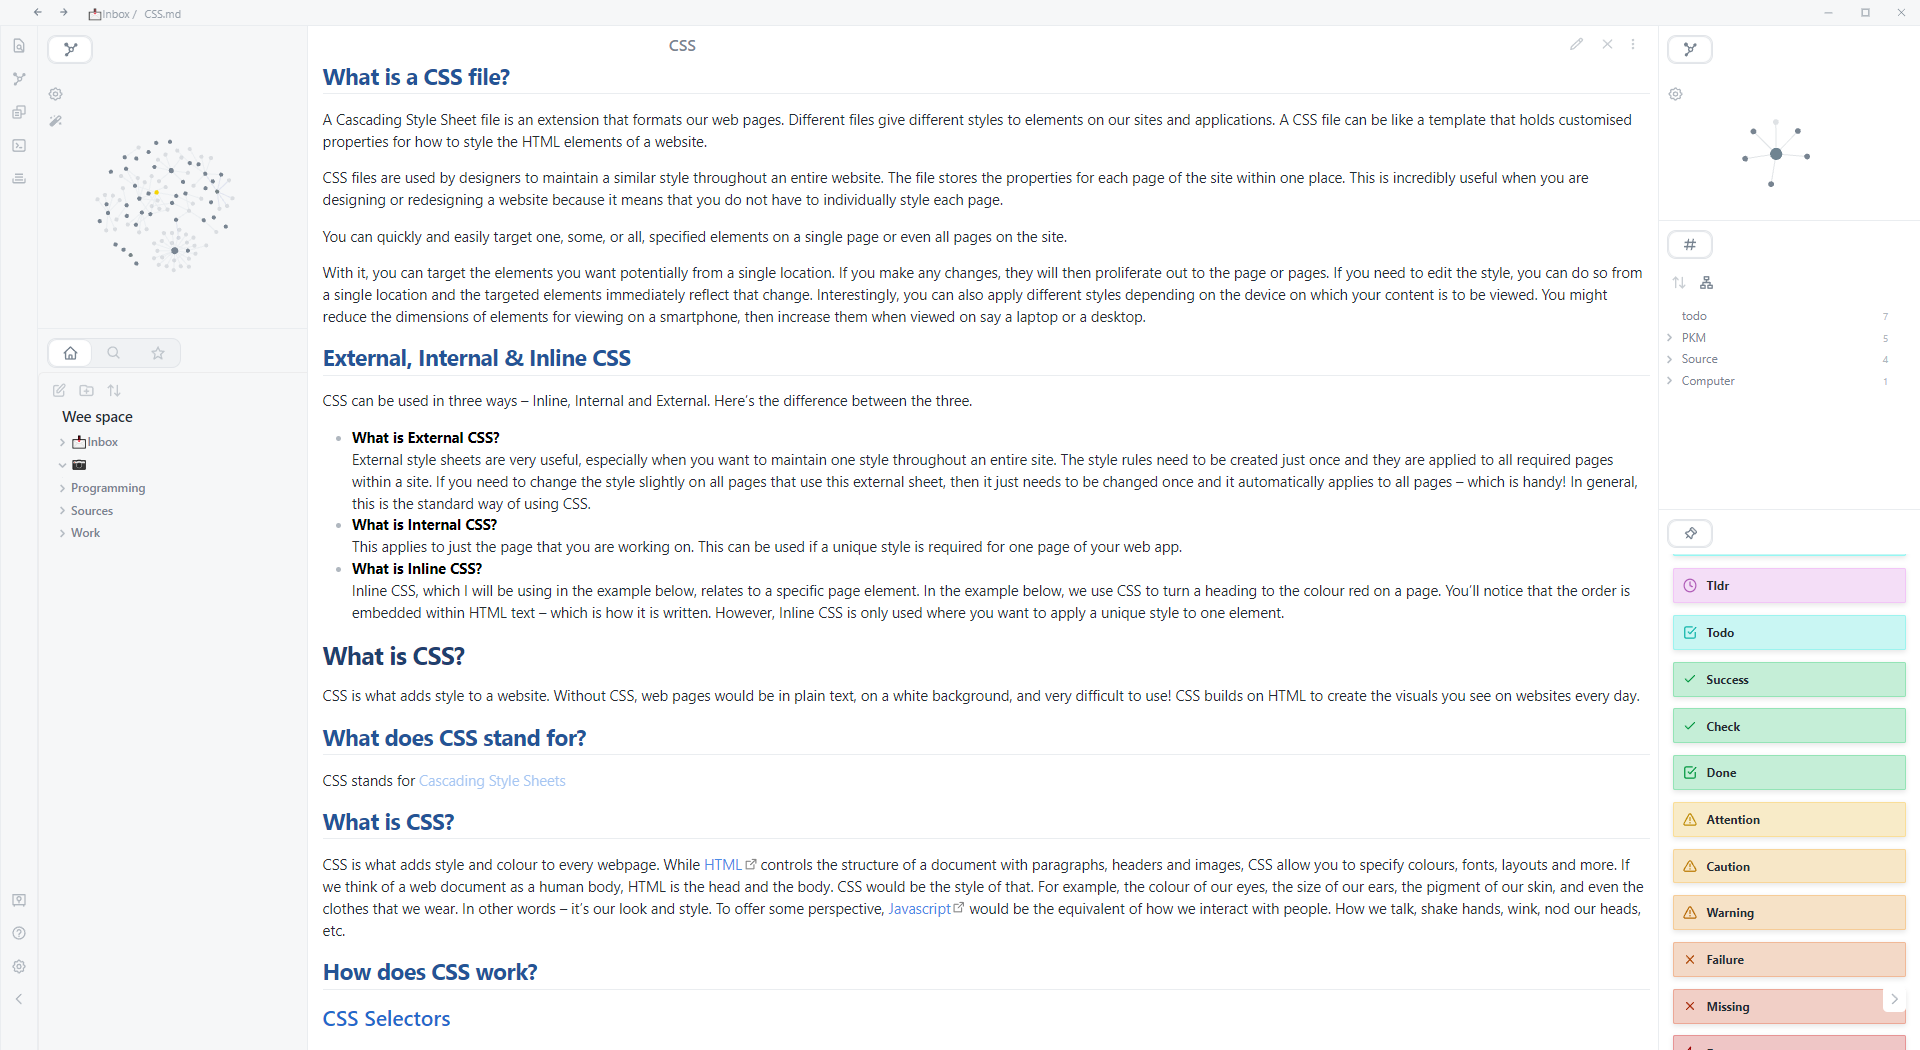 Inbox / CSS.md
CSS
What is a CSS file?
A Cascading Style Sheet file is an extension that formats our web pages. Different files give different styles to elements on our sites and applications. A CSS file can be like a template that holds customised
properties for how to style the HTML elements of a website.
CSS files are used by designers to maintain a similar style throughout an entire website. The file stores the properties for each page of the site within one place. This is incredibly useful when you are
designing or redesigning a website because it means that you do not have to individually style each page.
You can quickly and easily target one, some, or all, specified elements on a single page or even all pages on the site.
With it, you can target the elements you want potentially from a single location. If you make any changes, they will then proliferate out to the page or pages. If you need to edit the style, you can do so from
a single location and the targeted elements immediately reflect that change. Interestingly, you can also apply different styles depending on the device on which your content is to be viewed. You might
reduce the dimensions of elements for viewing on a smartphone, then increase them when viewed on say a laptop or a desktop.
External, Internal & Inline CSS
CSS can be used in three ways – Inline, Internal and External. Here's the difference between the three.
What is External CSS?
External style sheets are very useful, especially when you want to maintain one style throughout an entire site. The style rules need to be created just once and they are applied to all required pages
within a site. If you need to change the style slightly on all pages that use this external sheet, then it just needs to be changed once and it automatically applies to all pages – which is handy! In general,
this is the standard way of using CSS.
What is Internal CSS?
This applies to just the page that you are working on. This can be used if a unique style is required for one page of your web app.
What is Inline CSS?
Inline CSS, which I will be using in the example below, relates to a specific page element. In the example below, we use CSS to turn a heading to the colour red on a page. You'll notice that the order is
embedded within HTML text – which is how it is written. However, Inline CSS is only used where you want to apply a unique style to one element.
What is CSS?
CSS is what adds style to a website. Without CSS, web pages would be in plain text, on a white background, and very difficult to use! CSS builds on HTML to create the visuals you see on websites every day.
What does CSS stand for?
CSS stands for Cascading Style Sheets
What is CSS?
CSS is what adds style and colour to every webpage. While HTML controls the structure of a document with paragraphs, headers and images, CSS allow you to specify colours, fonts, layouts and more. If
we think of a web document as a human body, HTML is the head and the body. CSS would be the style of that. For example, the colour of our eyes, the size of our ears, the pigment of our skin, and even the
clothes that we wear. In other words – it's our look and style. To offer some perspective, Javascript would be the equivalent of how we interact with people. How we talk, shake hands, wink, nod our heads,
etc.
How does CSS work?
CSS Selectors
Wee space
Inbox
Programming
Sources
Work
#
todo 7
PKM 5
Source 4
Computer 1
Tldr
Todo
Success
Check
Done
Attention
Caution
Warning
Failure
Missing